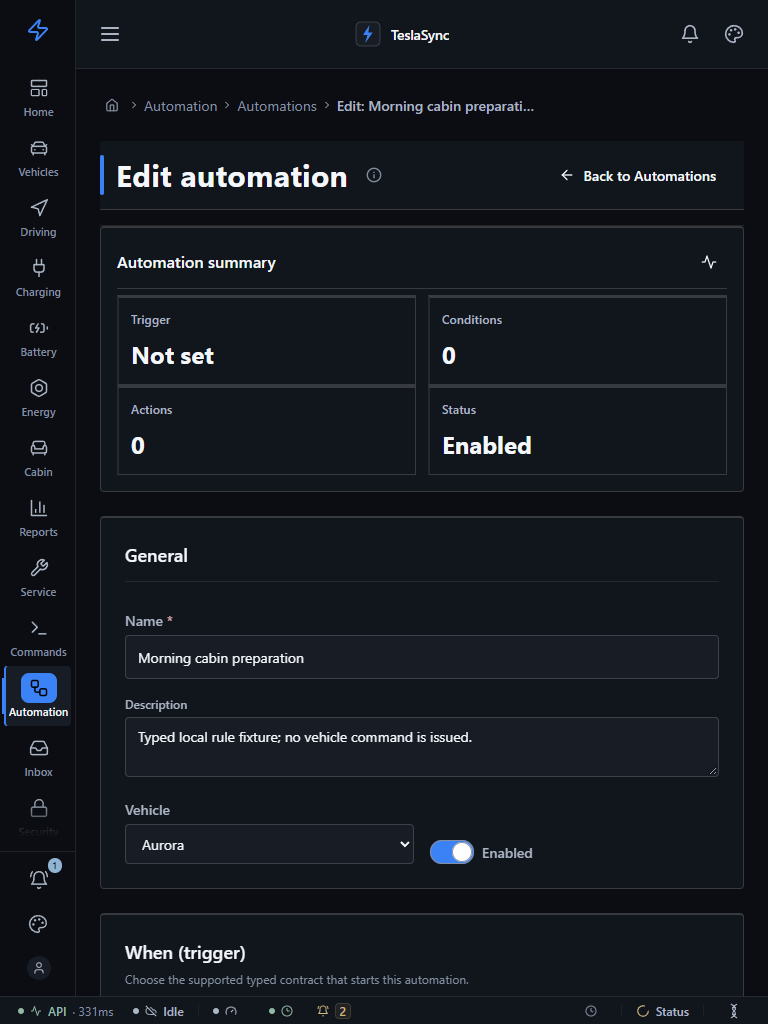 TeslaSync
Home
Vehicles
Driving
Charging
Battery
Energy
Cabin
Reports
Service
Commands
Automation
Inbox
Security
1
Automation
Automations
Edit: Morning cabin preparati...
Edit automation
Back to Automations
Automation summary
Trigger
Not set
Conditions
0
Actions
0
Status
Enabled
General
Name *
Morning cabin preparation
Description
Typed local rule fixture; no vehicle command is issued.
Vehicle
Aurora
Enabled
When (trigger)
Choose the supported typed contract that starts this automation.
API · 331ms
Idle
2
Status